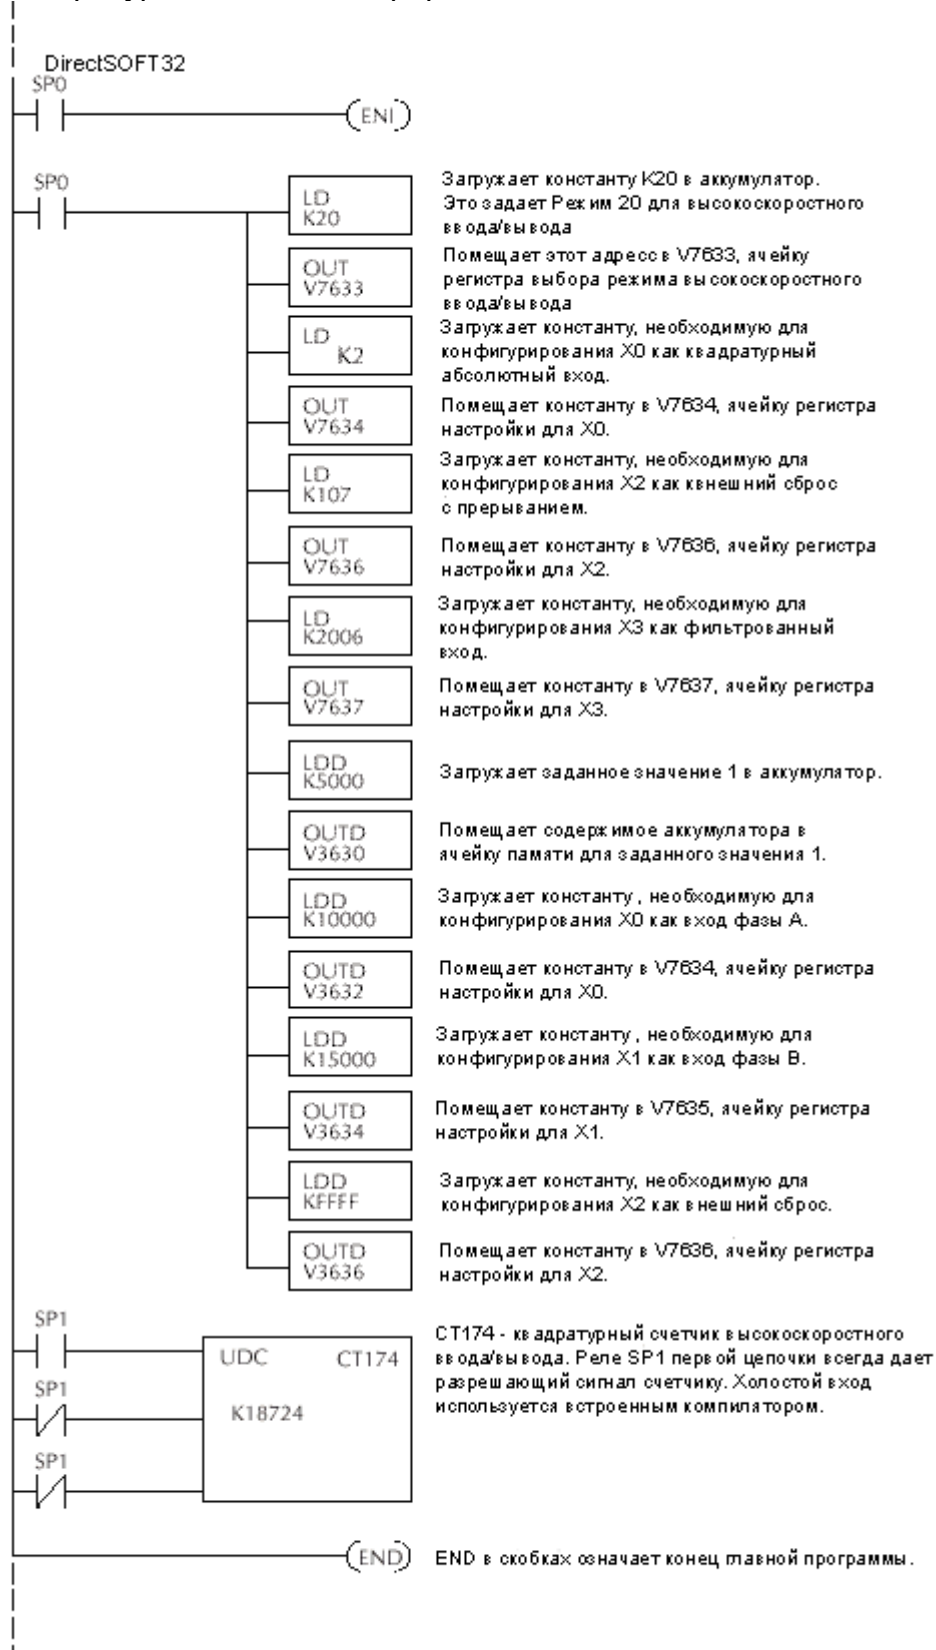 DirectSOFT32
SP0
(ENI)
SP0
LD
K20
Загружает константу K20 в аккумулятор.
Это задает Режим 20 для высокоскоростного
ввода/вывода
OUT
V7633
Помещает этот адрес в V7633, ячейку
регистра выбора режима высокоскоростного
ввода/вывода
LD
K2
Загружает константу, необходимую для
конфигурирования X0 как квадратурный
абсолютный вход.
OUT
V7634
Помещает константу в V7634, ячейку регистра
настройки для X0.
LD
K107
Загружает константу, необходимую для
конфигурирования X2 как квнешний сброс
с прерыванием.
OUT
V7636
Помещает константу в V7636, ячейку регистра
настройки для X2.
LD
K2006
Загружает константу, необходимую для
конфигурирования X3 как фильтрованный
вход.
OUT
V7637
Помещает константу в V7637, ячейку регистра
настройки для X3.
LDD
K5000
Загружает заданное значение 1 в аккумулятор.
OUTD
V3630
Помещает содержимое аккумулятора в
ячейку памяти для заданного значения 1.
LDD
K10000
Загружает константу , необходимую для
конфигурирования X0 как вход фазы А.
OUTD
V3632
Помещает константу в V7634, ячейку регистра
настройки для X0.
LDD
K15000
Загружает константу , необходимую для
конфигурирования X1 как вход фазы В.
OUTD
V3634
Помещает константу в V7635, ячейку регистра
настройки для X1.
LDD
KFFFF
Загружает константу, необходимую для
конфигурирования X2 как внешний сброс.
OUTD
V3636
Помещает константу в V7636, ячейку регистра
настройки для X2.
SP1
UDC CT174
SP1
K18724
SP1
CT174 - квадратурный счетчик высокоскоростного
ввода/вывода. Реле SP1 первой цепочки всегда дает
разрешающий сигнал счетчику. Холостой вход
используется встроенным компилятором.
(END)
END в скобках означает конец главной программы.